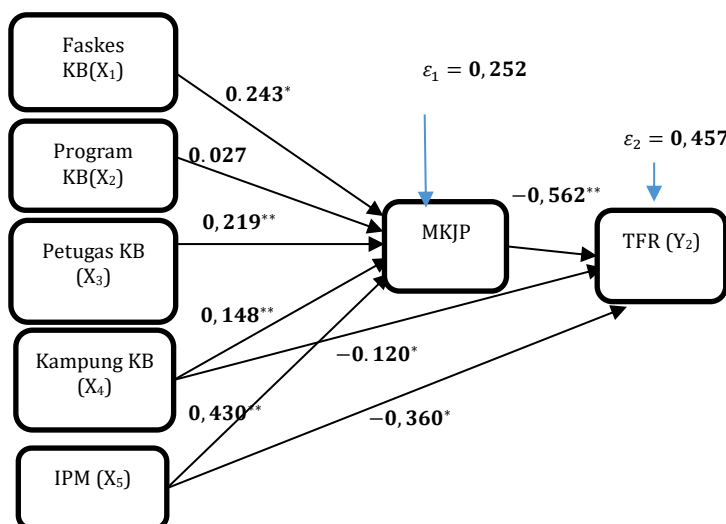 Faskes
KB(X₁)
ε₁ = 0,252
0.243*
Program
KB(X₂)
0.027
ε₂ = 0,457
−0,562**
MKJP
TFR (Y₂)
0,219**
Petugas KB
(X₃)
0,148**
Kampung KB
(X₄)
−0.120*
0,430**
−0,360*
IPM (X₅)